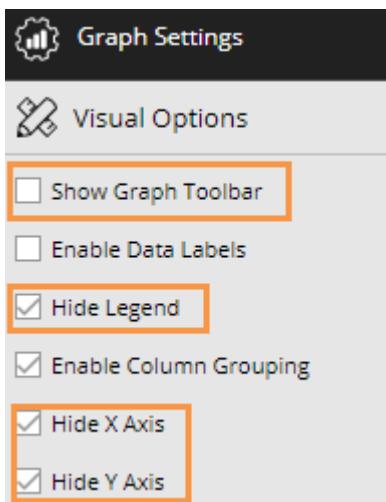 Graph Settings
Visual Options
Show Graph Toolbar
Enable Data Labels
Hide Legend
Enable Column Grouping
Hide X Axis
Hide Y Axis